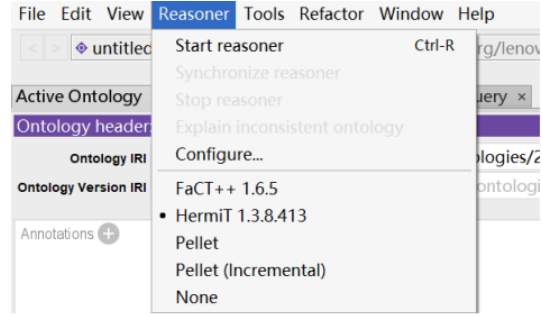 File Edit View Reasoner Tools Refactor Window Help
< > untitled
Start reasoner Ctrl-R
rg/lenov
Synchronize reasoner
Active Ontology
Stop reasoner
uery ×
Ontology header:
Explain inconsistent ontology
Ontology IRI
Configure...
ologies/2
Ontology Version IRI
FaCT++ 1.6.5
ontologi
• HermiT 1.3.8.413
Annotations
Pellet
Pellet (Incremental)
None